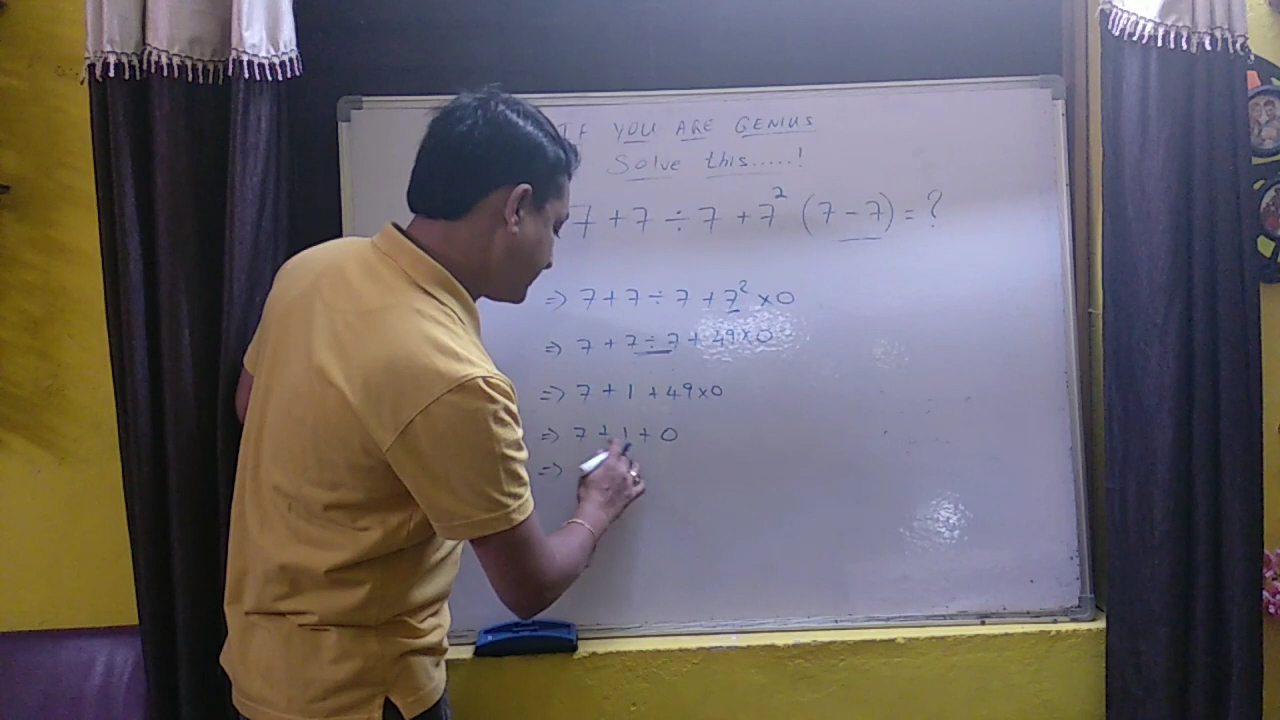 IF YOU ARE GENIUS
Solve this.....!
7 + 7 ÷ 7 + 7² (7 - 7) = ?
=> 7 + 7 ÷ 7 + 7² × 0
=> 7 + 7 ÷ 7 + 49 × 0
=> 7 + 1 + 49 × 0
=> 7 + 1 + 0
=>